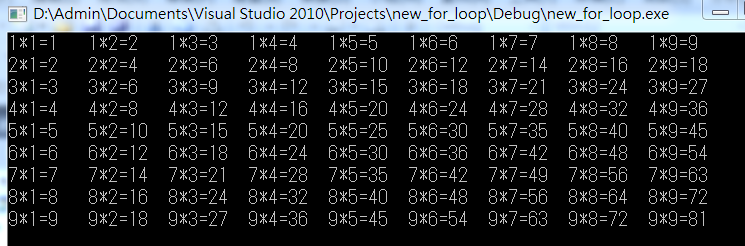 D:\Admin\Documents\Visual Studio 2010\Projects\new_for_loop\Debug\new_for_loop.exe
1*1=1 1*2=2 1*3=3 1*4=4 1*5=5 1*6=6 1*7=7 1*8=8 1*9=9
2*1=2 2*2=4 2*3=6 2*4=8 2*5=10 2*6=12 2*7=14 2*8=16 2*9=18
3*1=3 3*2=6 3*3=9 3*4=12 3*5=15 3*6=18 3*7=21 3*8=24 3*9=27
4*1=4 4*2=8 4*3=12 4*4=16 4*5=20 4*6=24 4*7=28 4*8=32 4*9=36
5*1=5 5*2=10 5*3=15 5*4=20 5*5=25 5*6=30 5*7=35 5*8=40 5*9=45
6*1=6 6*2=12 6*3=18 6*4=24 6*5=30 6*6=36 6*7=42 6*8=48 6*9=54
7*1=7 7*2=14 7*3=21 7*4=28 7*5=35 7*6=42 7*7=49 7*8=56 7*9=63
8*1=8 8*2=16 8*3=24 8*4=32 8*5=40 8*6=48 8*7=56 8*8=64 8*9=72
9*1=9 9*2=18 9*3=27 9*4=36 9*5=45 9*6=54 9*7=63 9*8=72 9*9=81